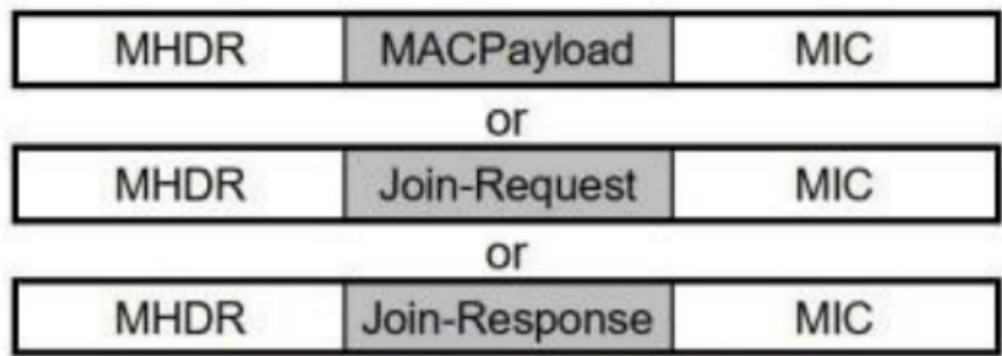 MHDR MACPayload MIC
or
MHDR Join-Request MIC
or
MHDR Join-Response MIC